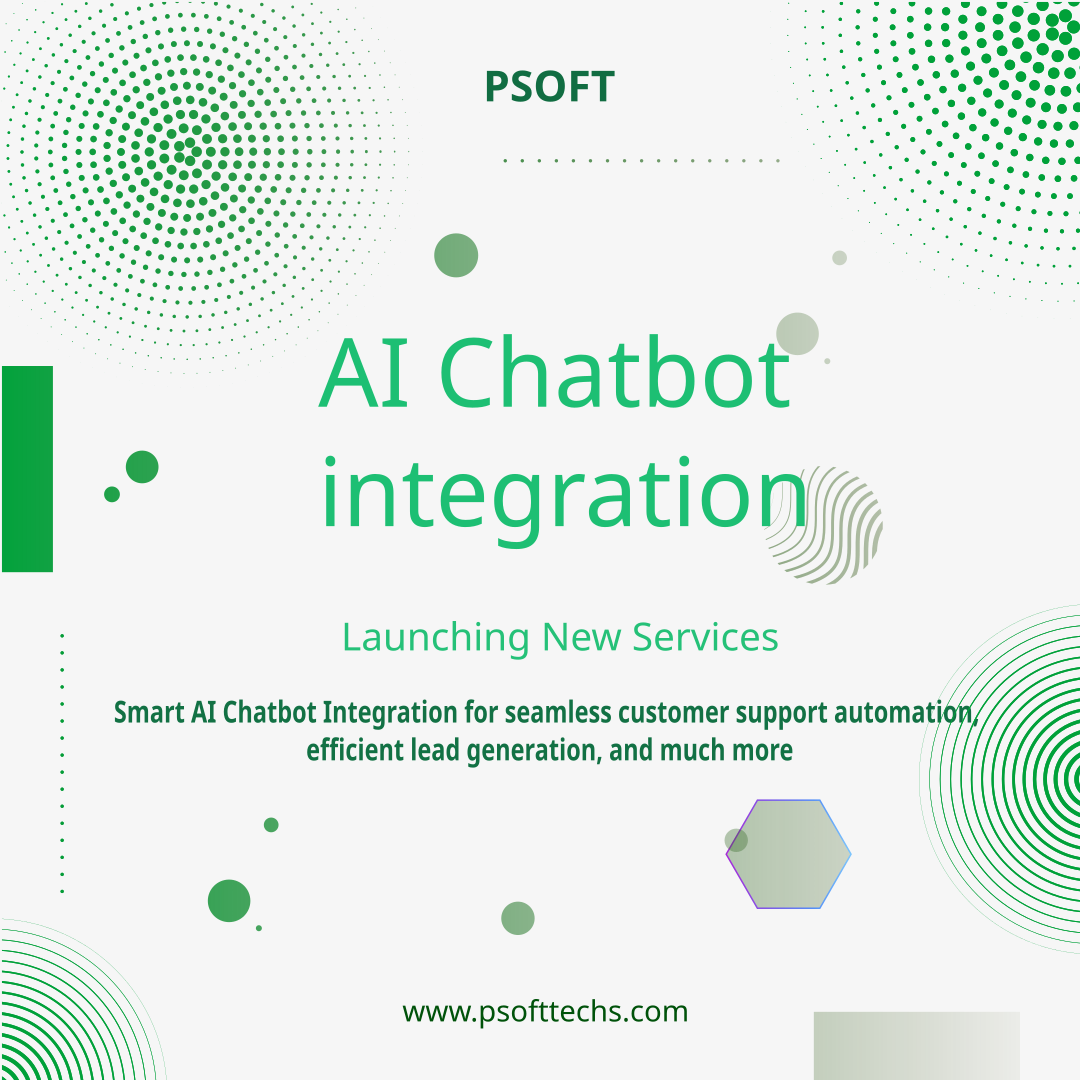 PSOFT
AI Chatbot
integration
Launching New Services
Smart AI Chatbot Integration for seamless customer support automation,
efficient lead generation, and much more
www.psofttechs.com